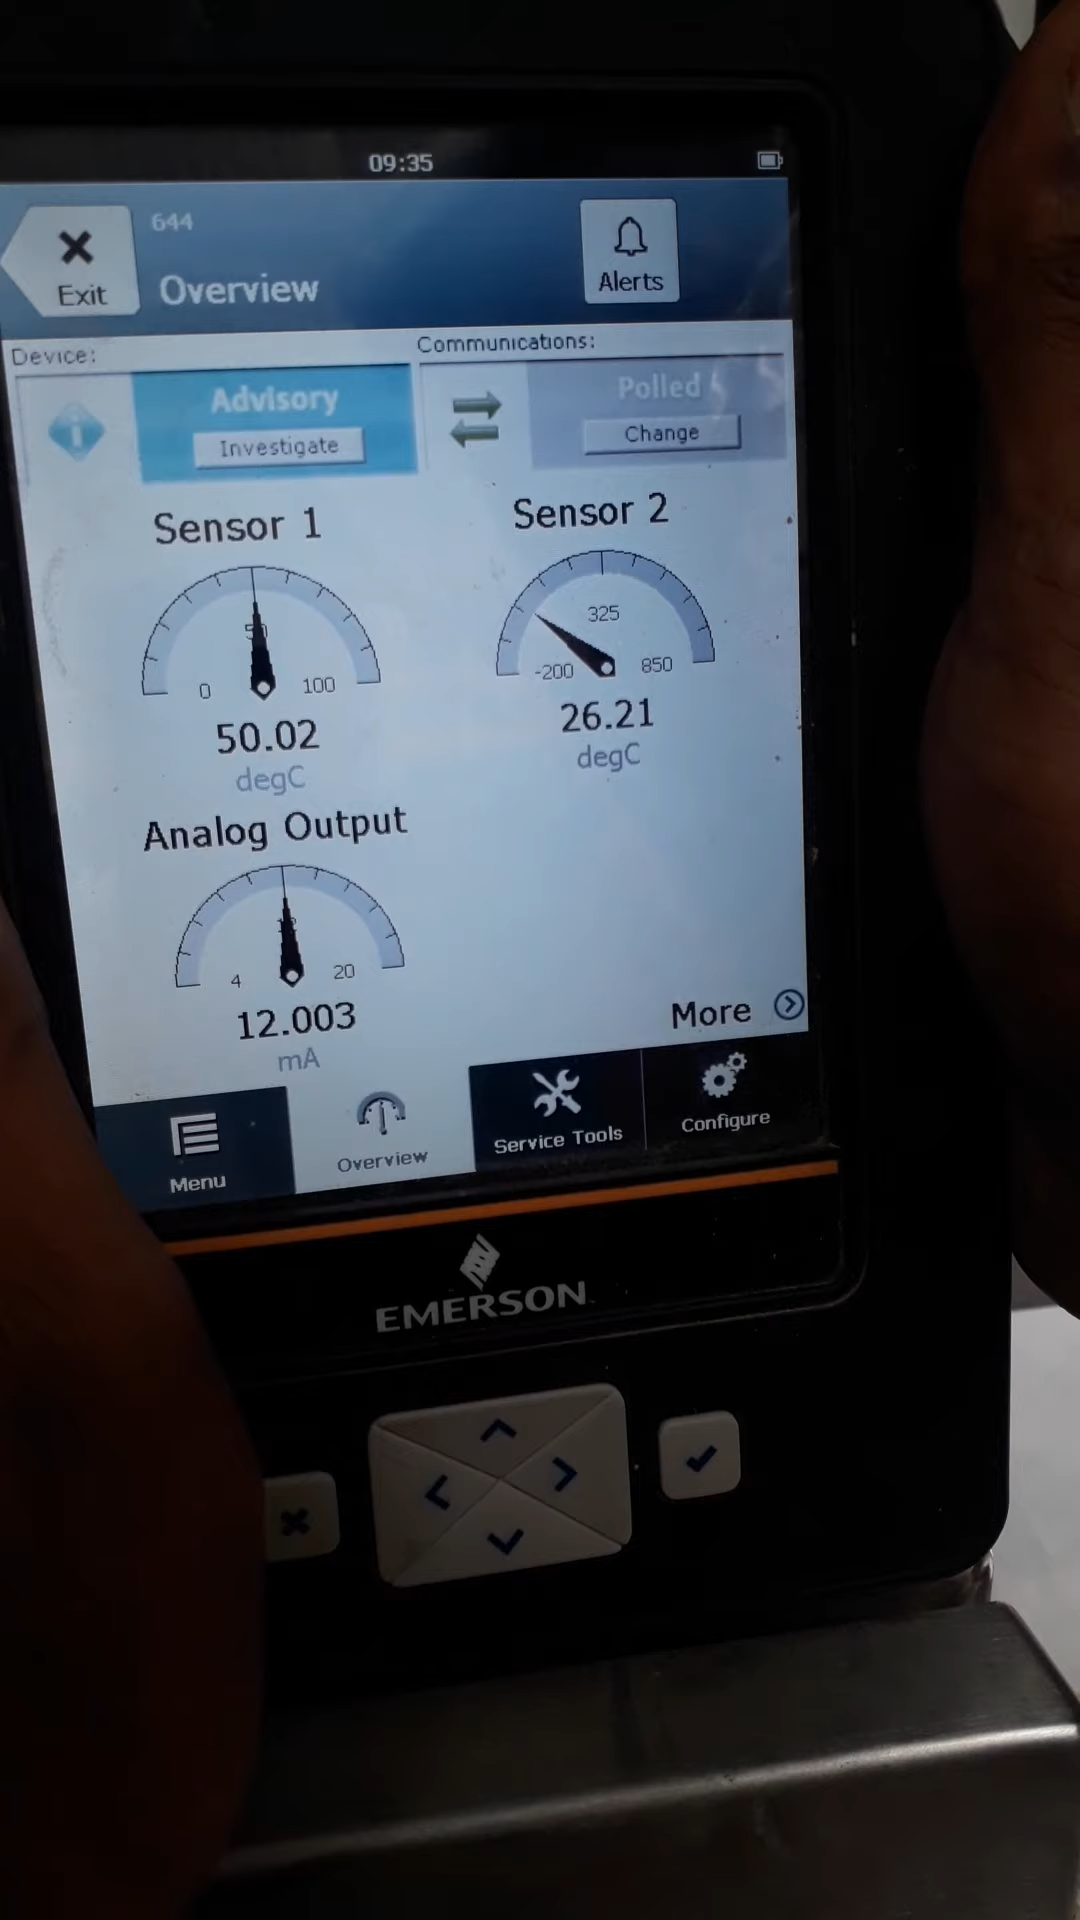 09:35
644
Exit
Overview
Alerts
Device:
Communications:
Advisory
Investigate
Polled
Change
Sensor 1
Sensor 2
0
100
50.02
degC
325
-200
850
26.21
degC
Analog Output
4
20
12.003
mA
More
Menu
Overview
Service Tools
Configure
EMERSON